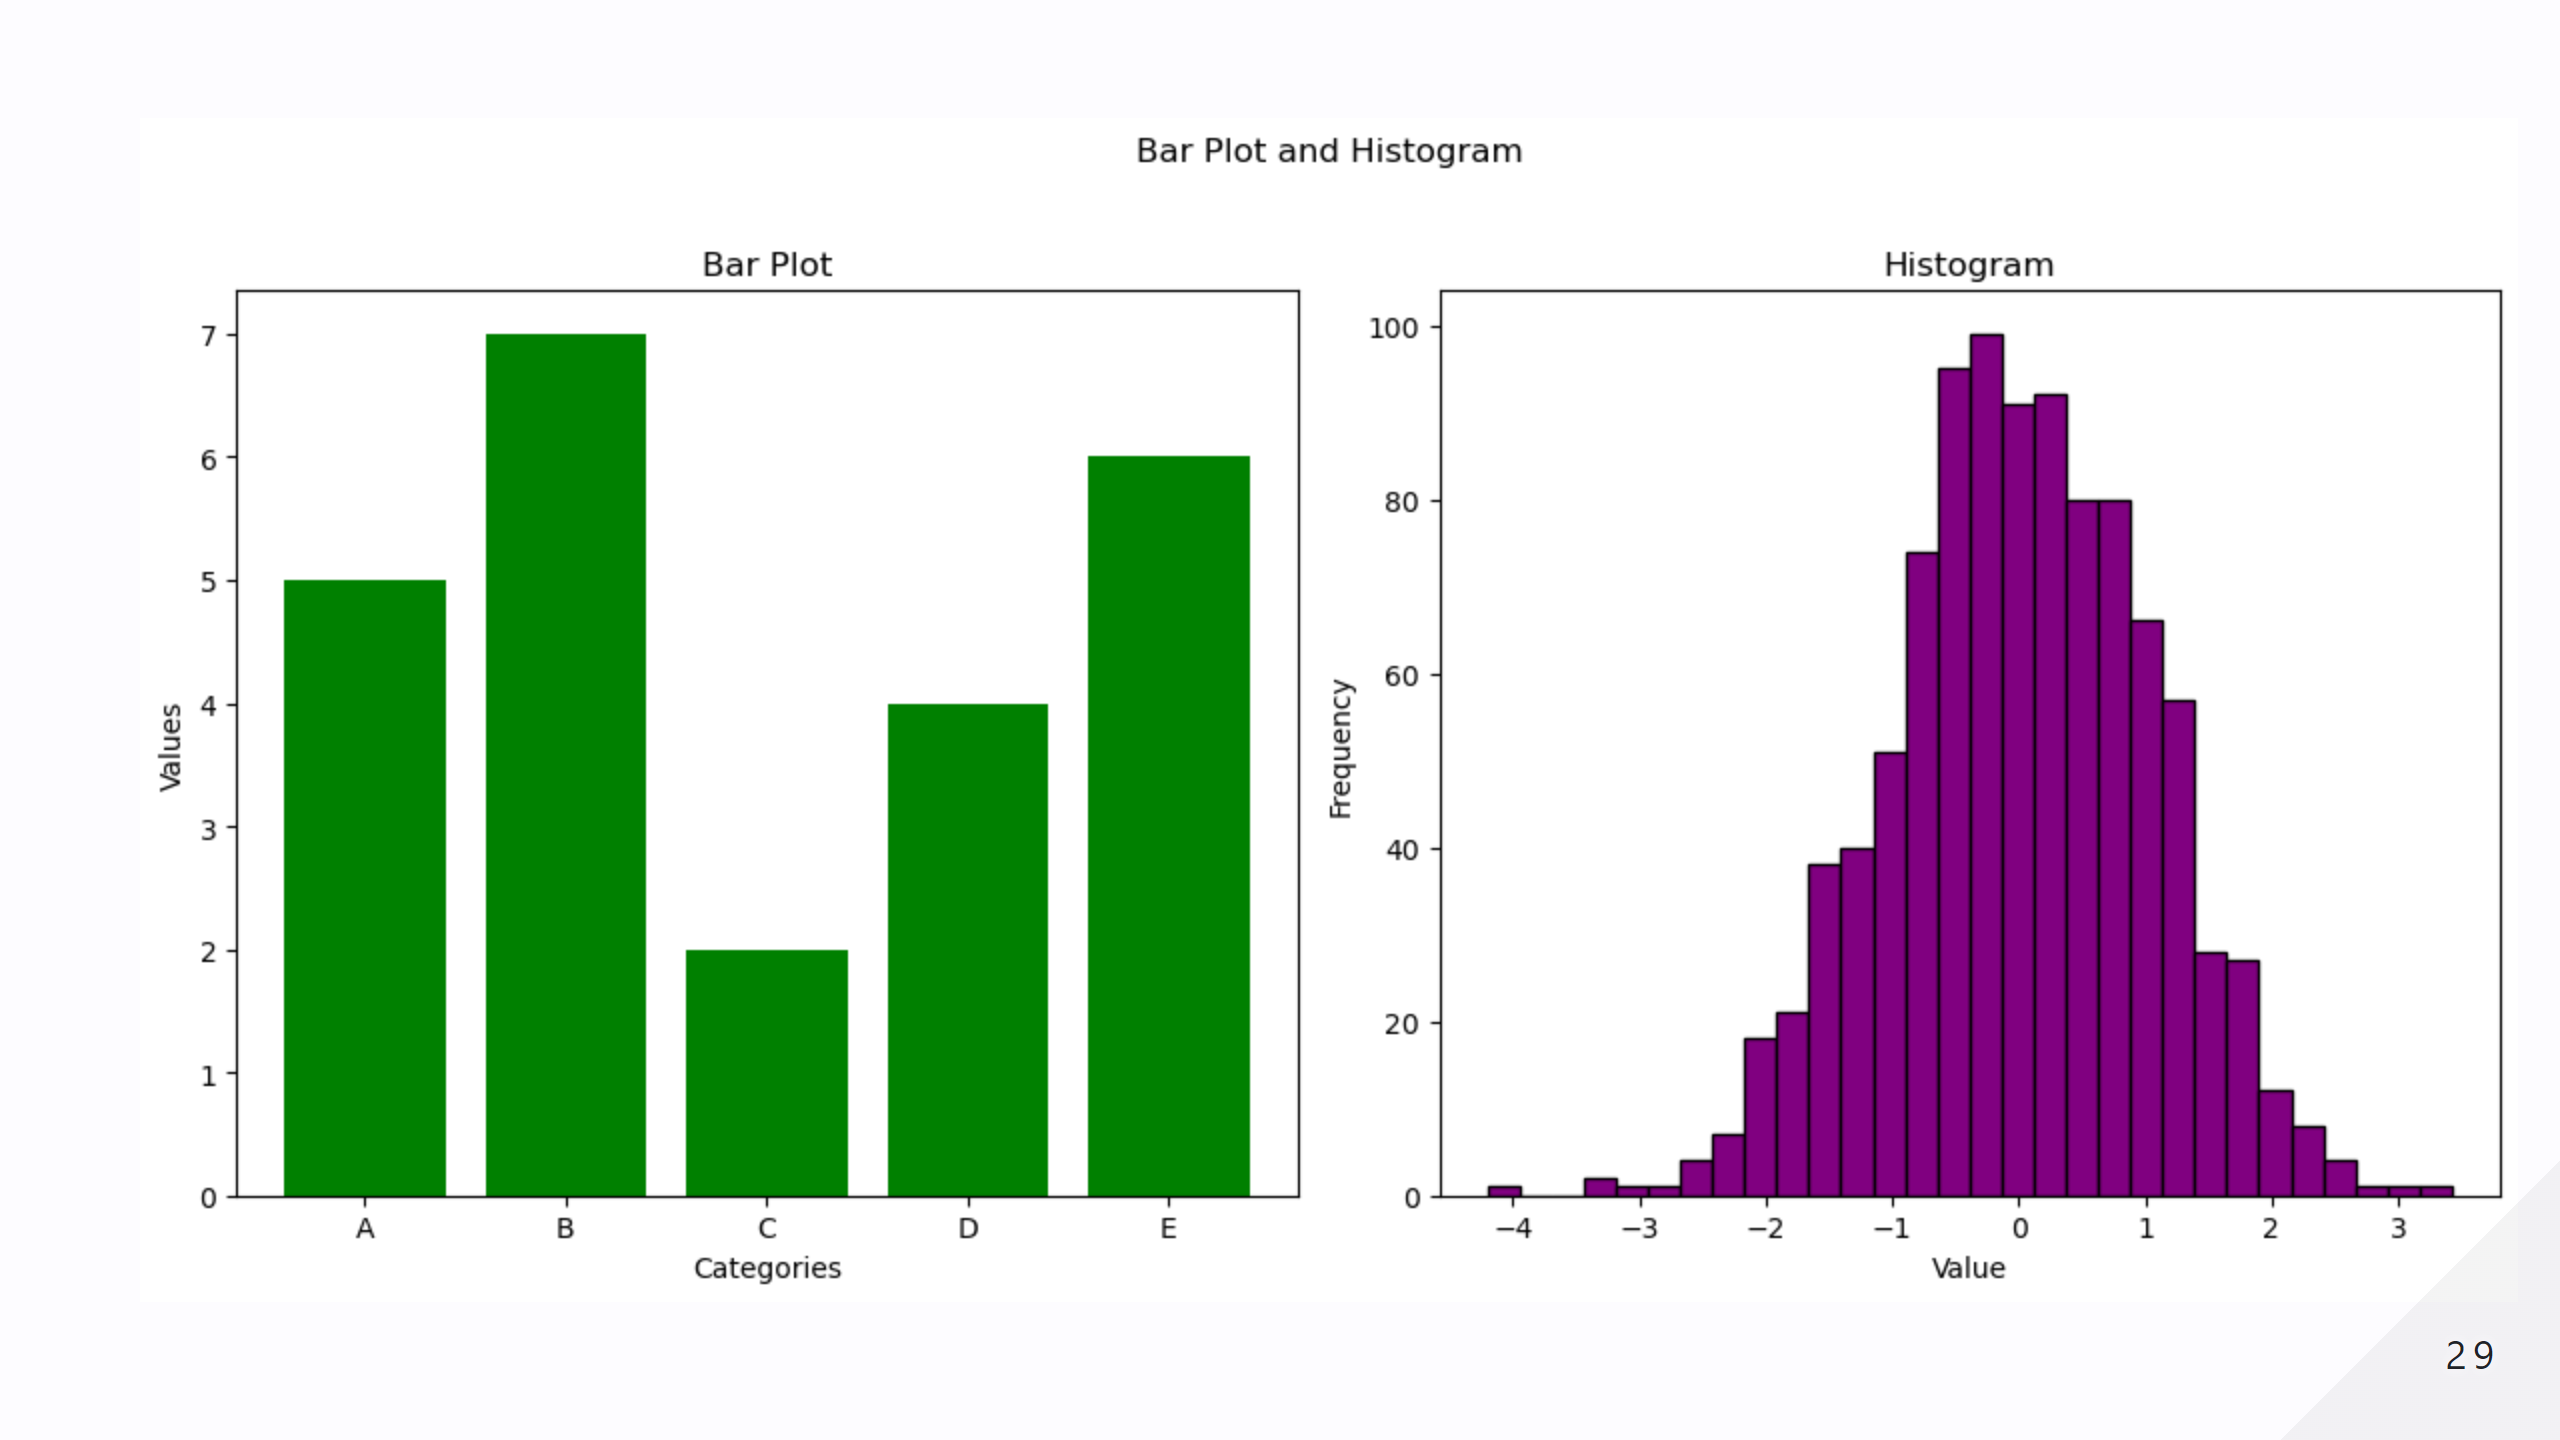 Bar Plot and Histogram
Bar Plot
7
6
5
4
3
2
1
0
Values
A B C D E
Categories
Histogram
100
80
60
40
20
0
Frequency
−4 −3 −2 −1 0 1 2 3
Value
29